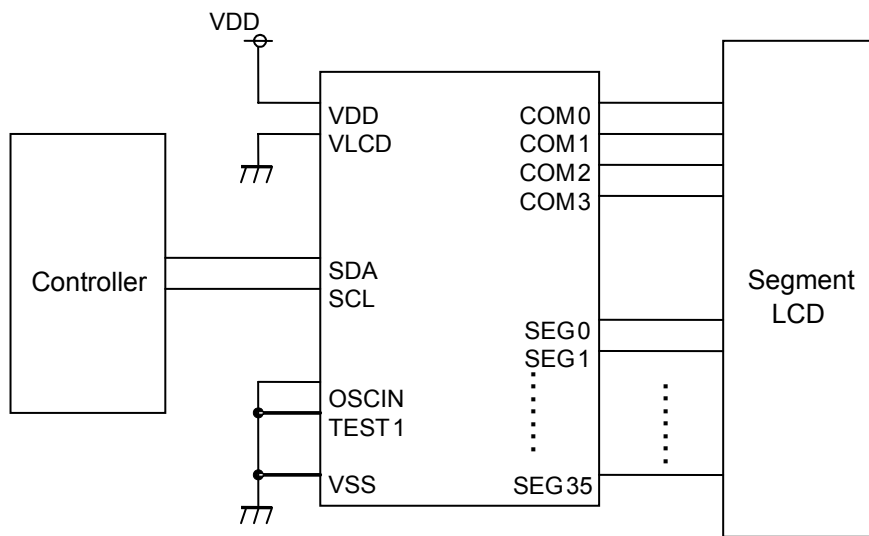 VDD
VDD
VLCD
SDA
SCL
OSCIN
TEST1
VSS
COM0
COM1
COM2
COM3
SEG0
SEG1
SEG35
Controller
Segment
LCD